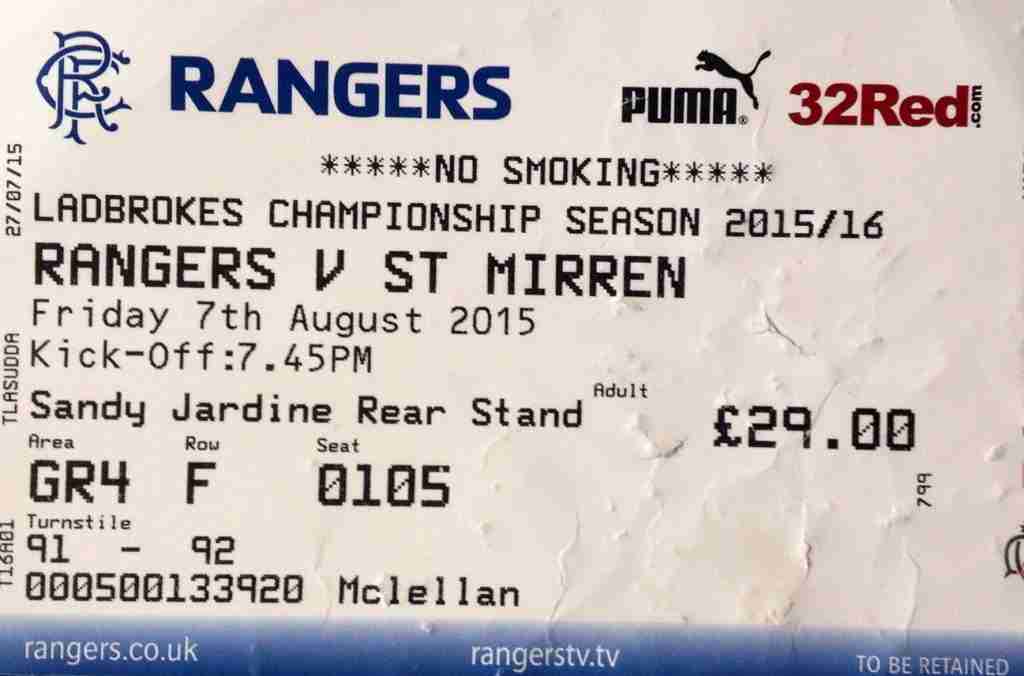 RANGERS PUMA® 32Red.com
*****NO SMOKING*****
LADBROKES CHAMPIONSHIP SEASON 2015/16
RANGERS V ST MIRREN
Friday 7th August 2015
Kick-Off:7.45PM
Sandy Jardine Rear Stand Adult £29.00
Area Row Seat
GR4 F 0105
Turnstile
91 - 92
000500133920 Mclellan
27/07/15
TLASUDDA
T16A01
799
rangers.co.uk rangerstv.tv TO BE RETAINED